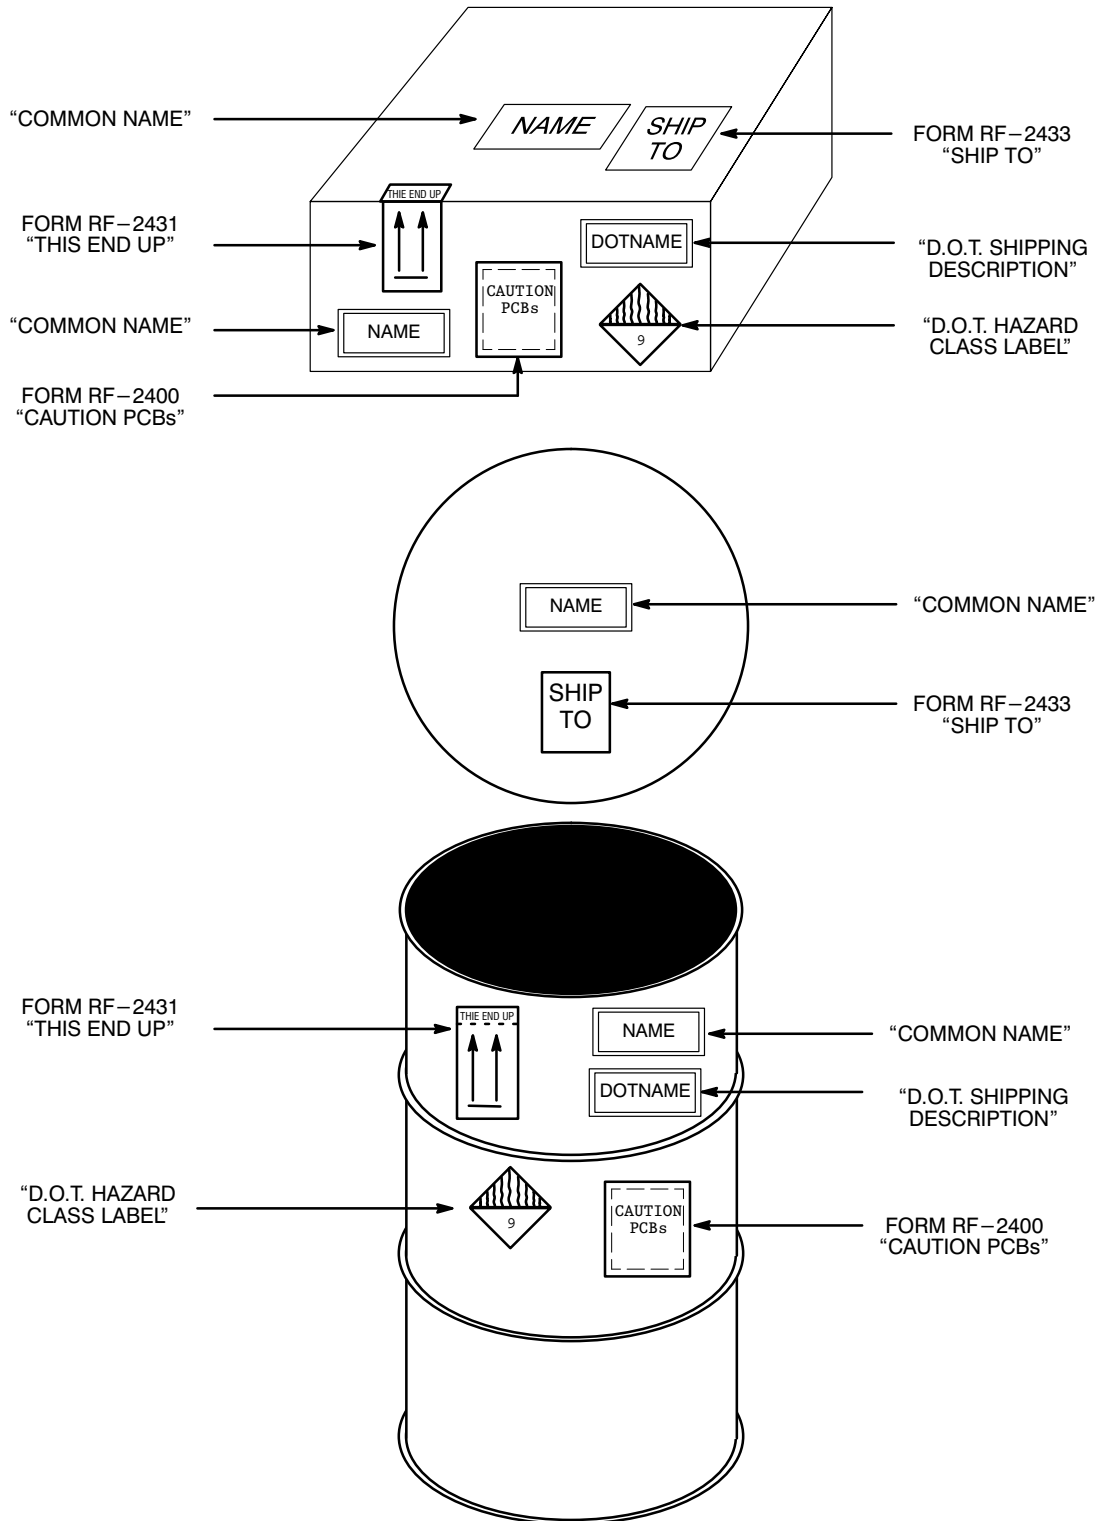 “COMMON NAME”
NAME
SHIP
TO
FORM RF–2433
“SHIP TO”
THIE END UP
FORM RF–2431
“THIS END UP”
DOTNAME
“D.O.T. SHIPPING
DESCRIPTION”
CAUTION
PCBs
“COMMON NAME”
NAME
9
“D.O.T. HAZARD
CLASS LABEL”
FORM RF–2400
“CAUTION PCBs”
NAME
“COMMON NAME”
SHIP
TO
FORM RF–2433
“SHIP TO”
FORM RF–2431
“THIS END UP”
THIE END UP
NAME
“COMMON NAME”
DOTNAME
“D.O.T. SHIPPING
DESCRIPTION”
“D.O.T. HAZARD
CLASS LABEL”
9
CAUTION
PCBs
FORM RF–2400
“CAUTION PCBs”